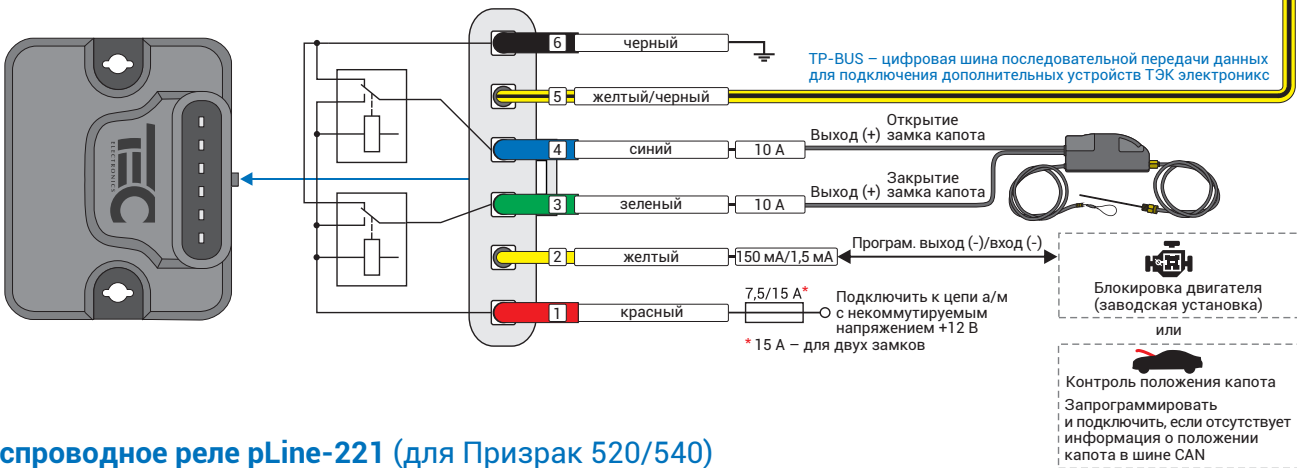 TEC
ELECTRONICS
6 черный
TP-BUS – цифровая шина последовательной передачи данных
для подключения дополнительных устройств ТЭК электроникс
5 желтый/черный
4 синий 10 А Выход (+) Открытие
замка капота
3 зеленый 10 А Выход (+) Закрытие
замка капота
2 желтый 150 мА/1,5 мА Програм. выход (-)/вход (-)
Блокировка двигателя
(заводская установка)
или
1 красный 7,5/15 А*
Подключить к цепи а/м
с некоммутируемым
напряжением +12 В
* 15 А – для двух замков
Контроль положения капота
Запрограммировать
и подключить, если отсутствует
информация о положении
капота в шине CAN
спроводное реле pLine-221 (для Призрак 520/540)